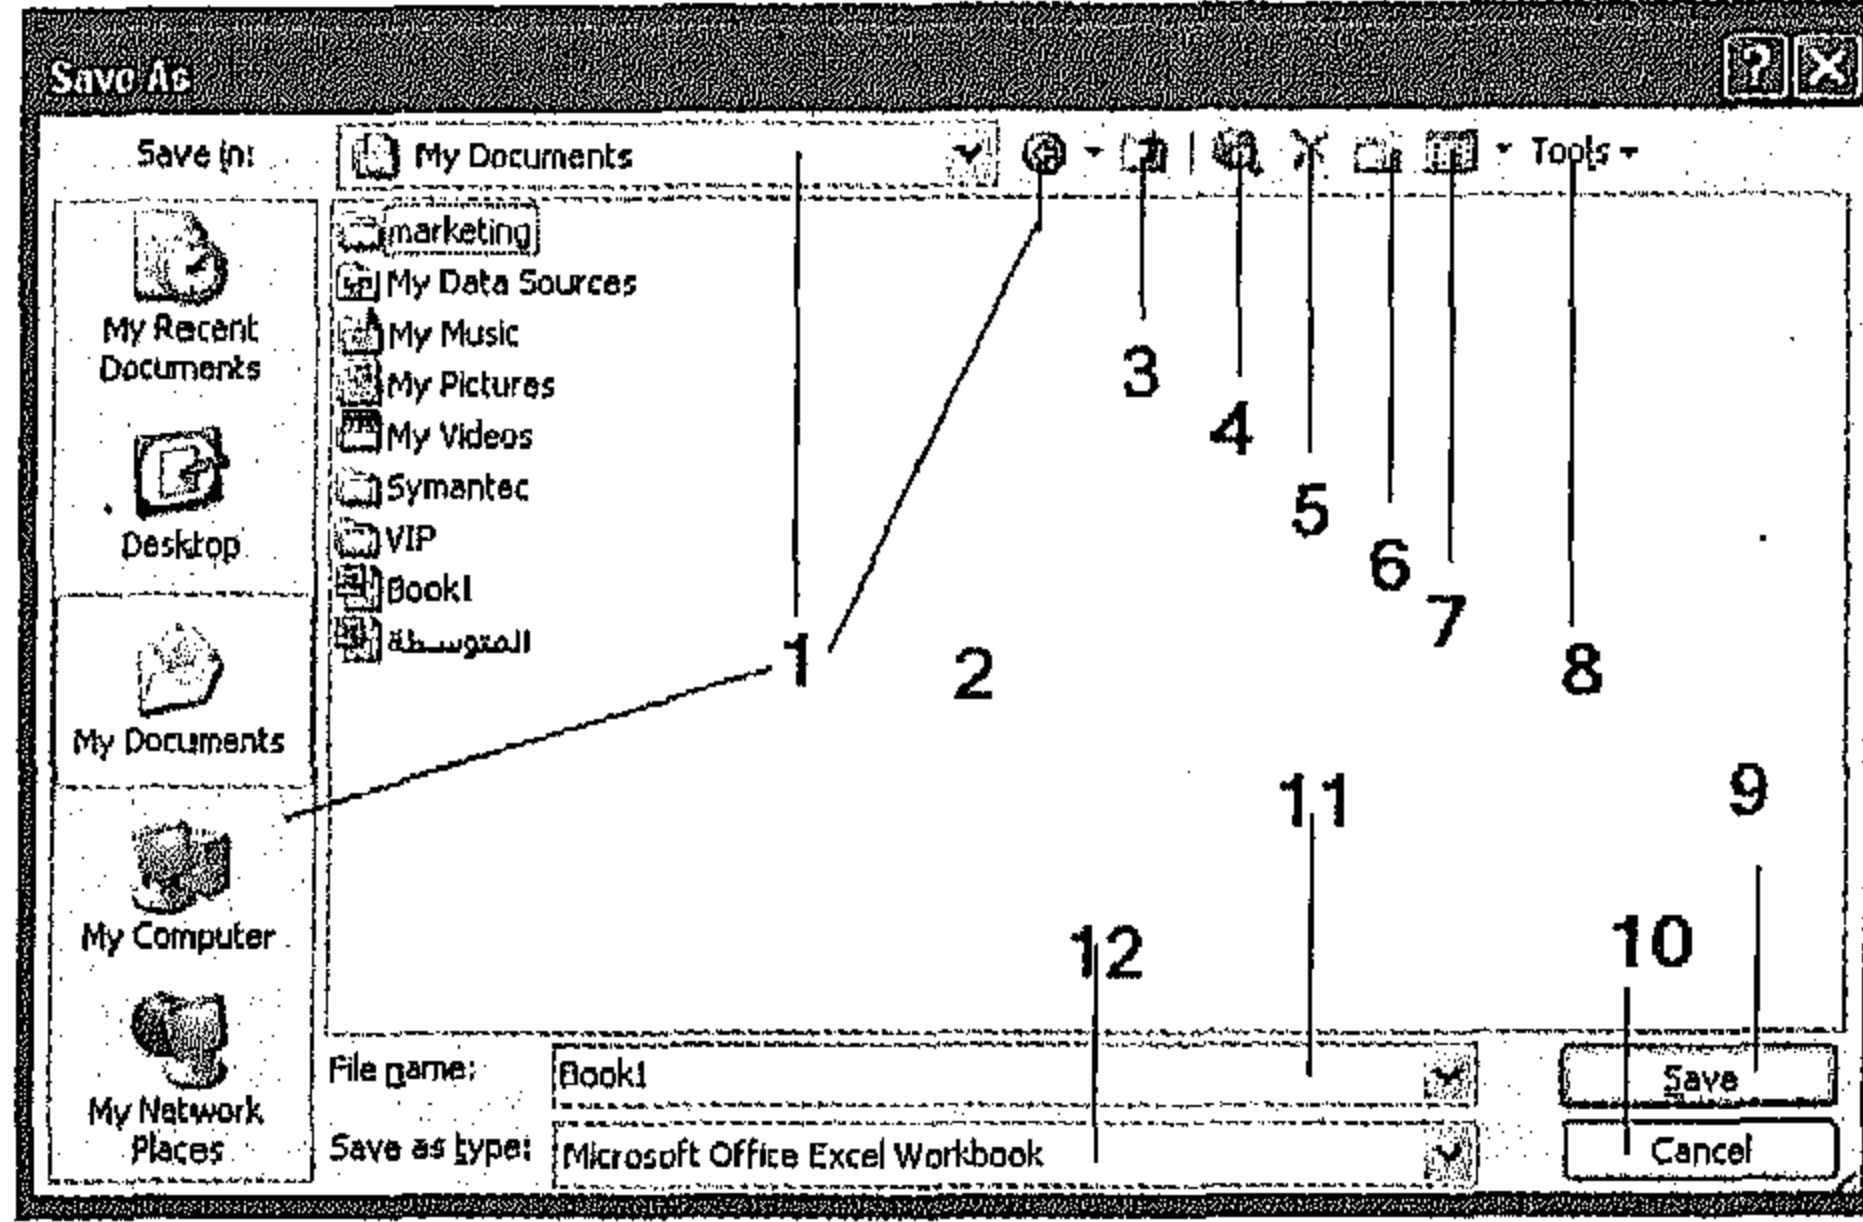 Save As
Save in:
My Documents
Tools
My Recent
Documents
Desktop
My Documents
My Computer
My Network
Places
marketing
My Data Sources
My Music
My Pictures
My Videos
Symantec
VIP
Book1
المتوسطة
1
2
3
4
5
6
7
8
9
10
11
12
File name:
Book1
Save
Save as type:
Microsoft Office Excel Workbook
Cancel